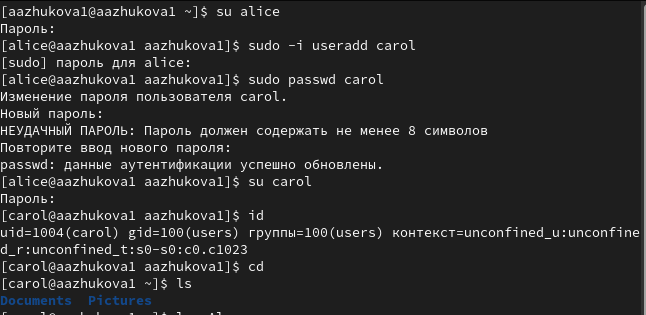 [aazhukova1@aazhukova1 ~]$ su alice
Пароль:
[alice@aazhukova1 aazhukova1]$ sudo -i useradd carol
[sudo] пароль для alice:
[alice@aazhukova1 aazhukova1]$ sudo passwd carol
Изменение пароля пользователя carol.
Новый пароль:
НЕУДАЧНЫЙ ПАРОЛЬ: Пароль должен содержать не менее 8 символов
Повторите ввод нового пароля:
passwd: данные аутентификации успешно обновлены.
[alice@aazhukova1 aazhukova1]$ su carol
Пароль:
[carol@aazhukova1 aazhukova1]$ id
uid=1004(carol) gid=100(users) группы=100(users) контекст=unconfined_u:unconfine
d_r:unconfined_t:s0-s0:c0.c1023
[carol@aazhukova1 aazhukova1]$ cd
[carol@aazhukova1 ~]$ ls
Documents  Pictures